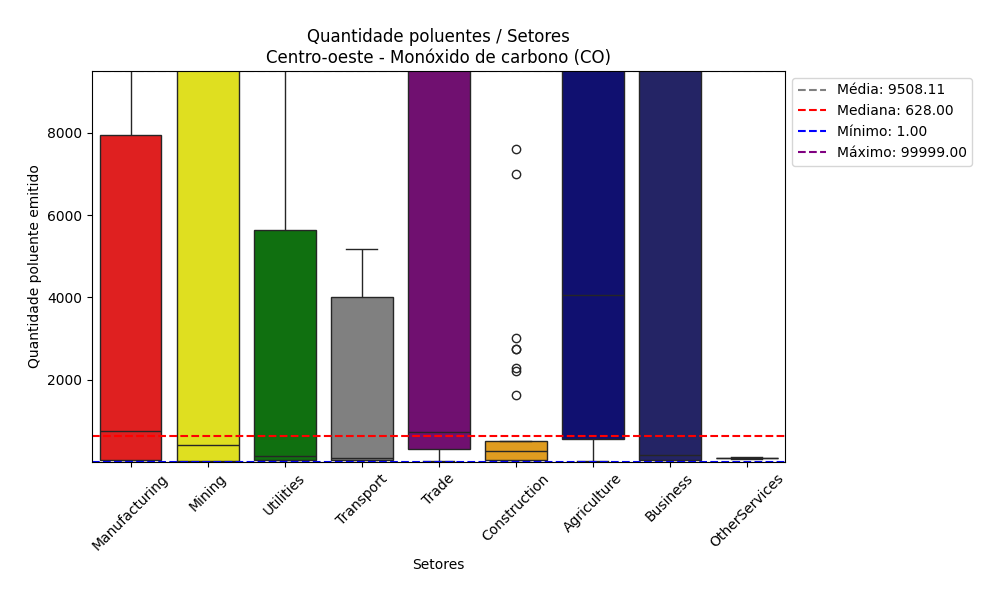 Quantidade poluentes / Setores
Centro-oeste - Monóxido de carbono (CO)
Média: 9508.11
Mediana: 628.00
Mínimo: 1.00
Máximo: 99999.00
Quantidade poluente emitido
8000
6000
4000
2000
Manufacturing
Mining
Utilities
Transport
Trade
Construction
Agriculture
Business
OtherServices
Setores